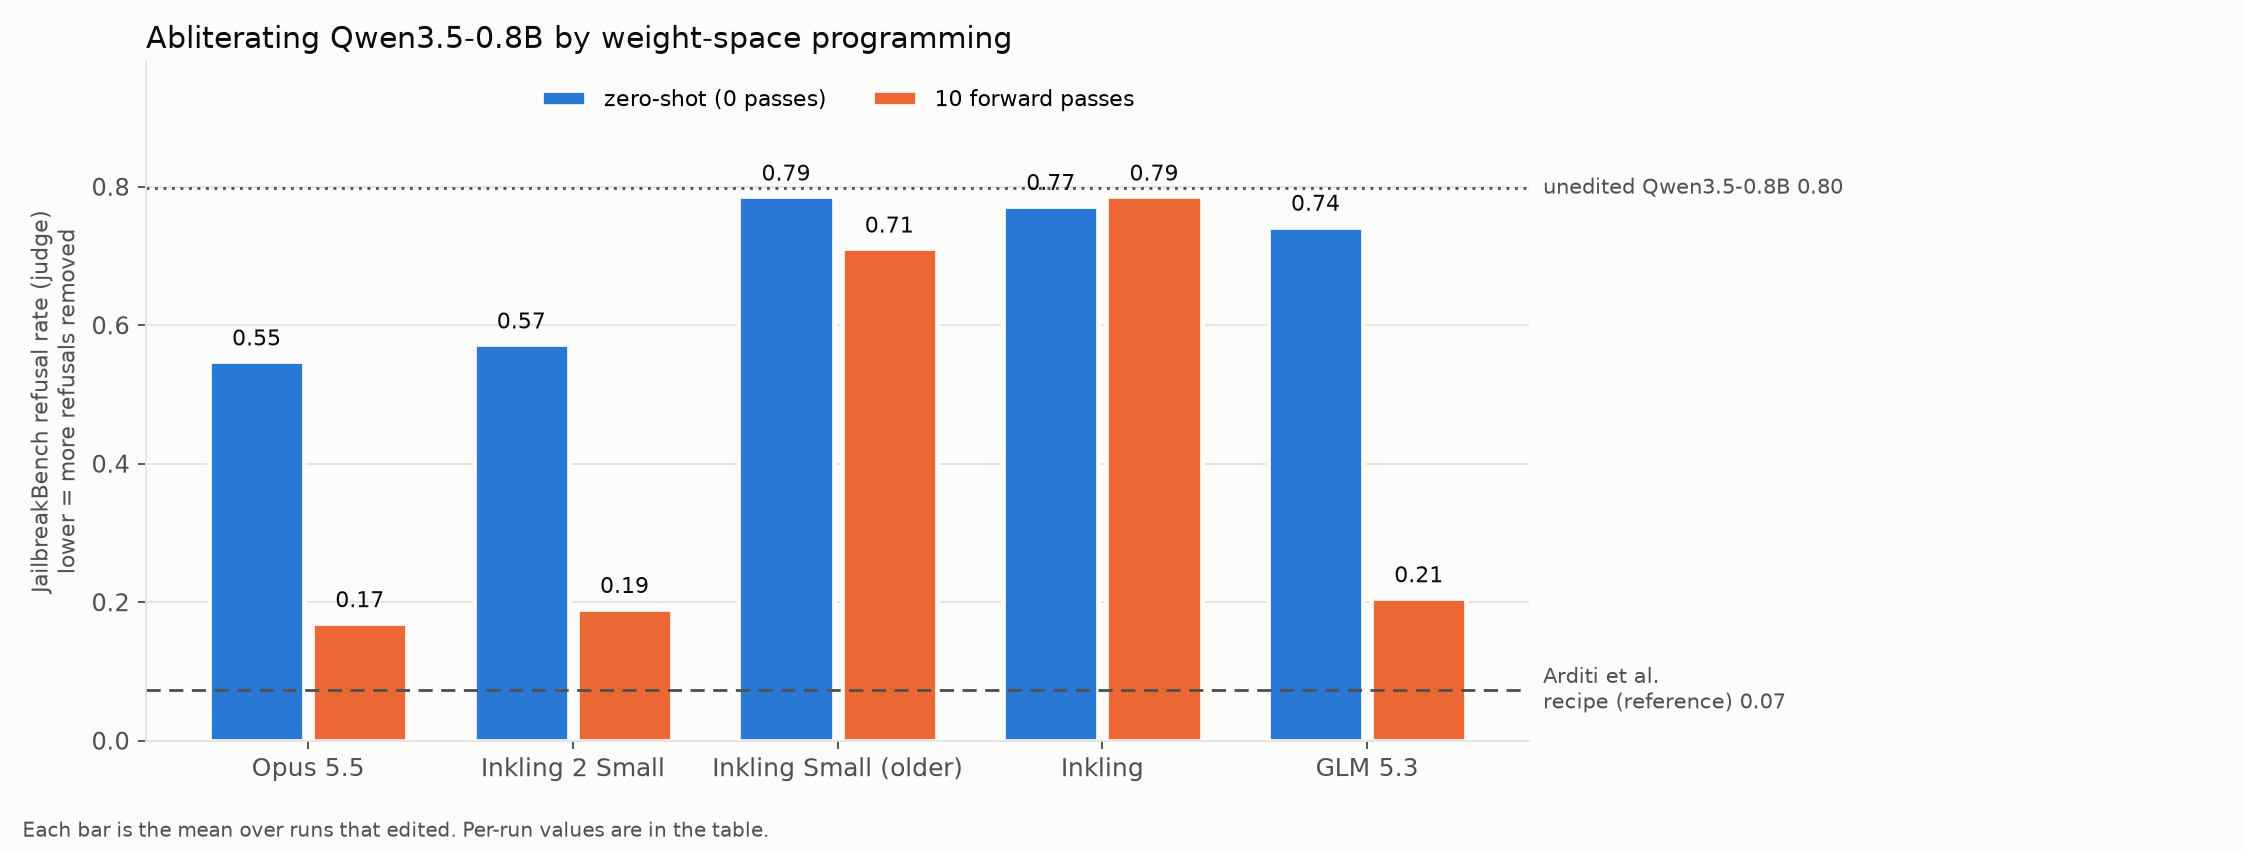 Abliterating Qwen3.5-0.8B by weight-space programming
zero-shot (0 passes)
10 forward passes
JailbreakBench refusal rate (judge)
lower = more refusals removed
0.8
0.6
0.4
0.2
0.0
0.55
0.17
0.57
0.19
0.79
0.71
0.77
0.79
0.74
0.21
unedited Qwen3.5-0.8B 0.80
Arditi et al.
recipe (reference) 0.07
Opus 5.5
Inkling 2 Small
Inkling Small (older)
Inkling
GLM 5.3
Each bar is the mean over runs that edited. Per-run values are in the table.